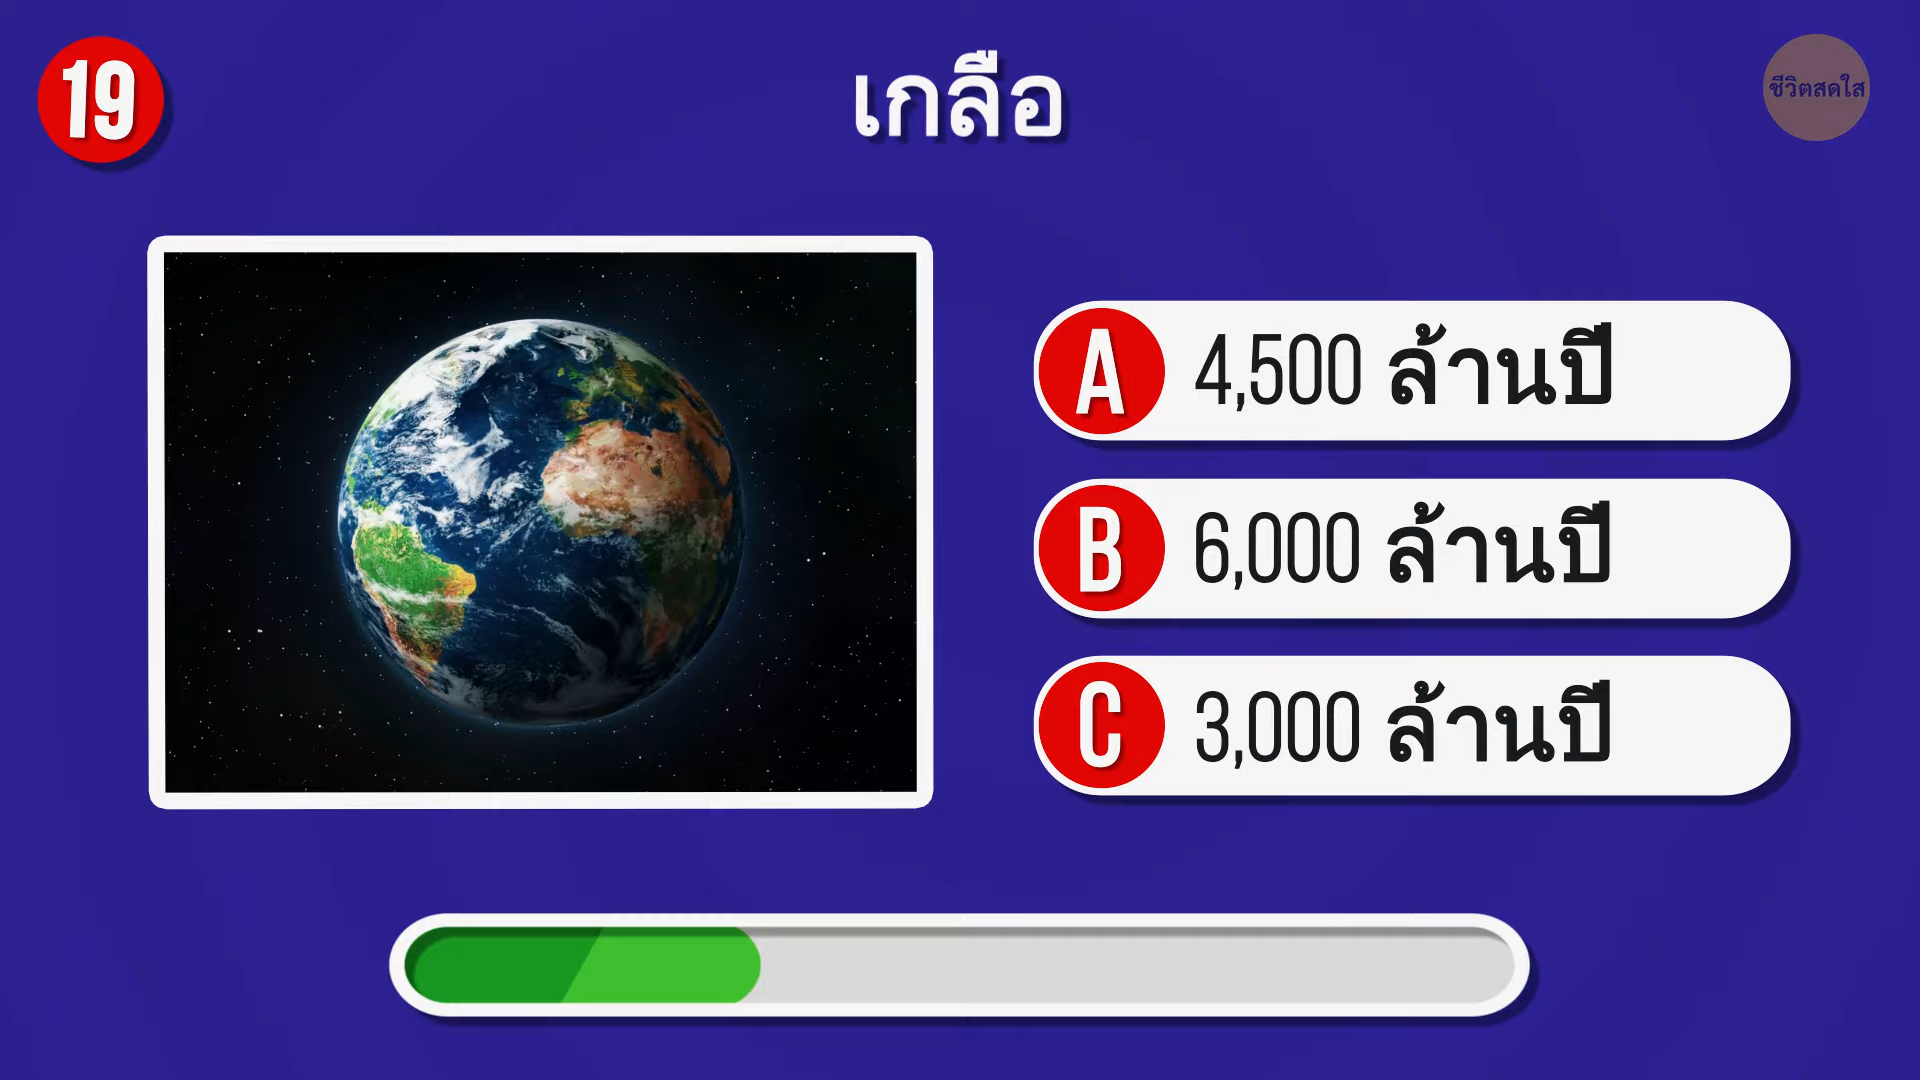 19
เกลือ
ชีวิตสดใส
A 4,500 ล้านปี
B 6,000 ล้านปี
C 3,000 ล้านปี